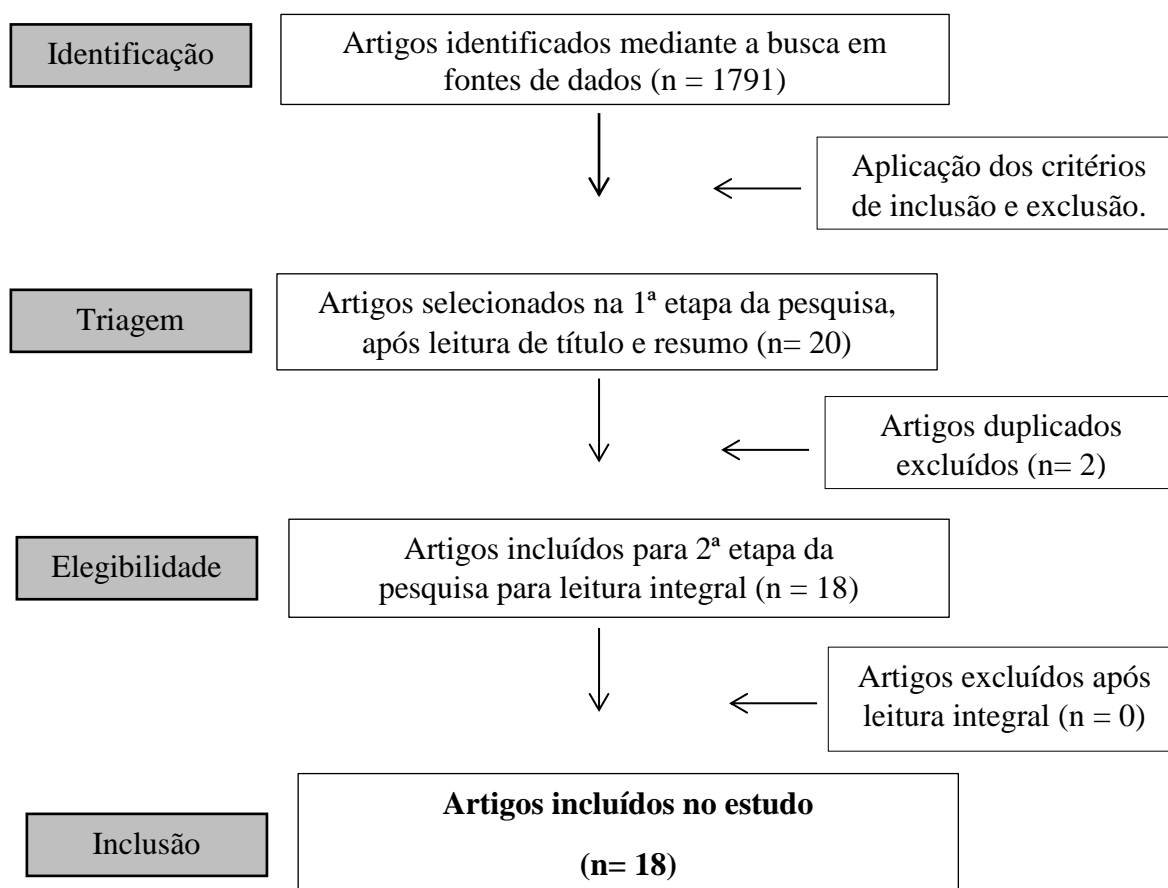 Identificação
Artigos identificados mediante a busca em
fontes de dados (n = 1791)
Aplicação dos critérios
de inclusão e exclusão.
Triagem
Artigos selecionados na 1ª etapa da pesquisa,
após leitura de título e resumo (n= 20)
Artigos duplicados
excluídos (n= 2)
Elegibilidade
Artigos incluídos para 2ª etapa da
pesquisa para leitura integral (n = 18)
Artigos excluídos após
leitura integral (n = 0)
Inclusão
Artigos incluídos no estudo
(n= 18)